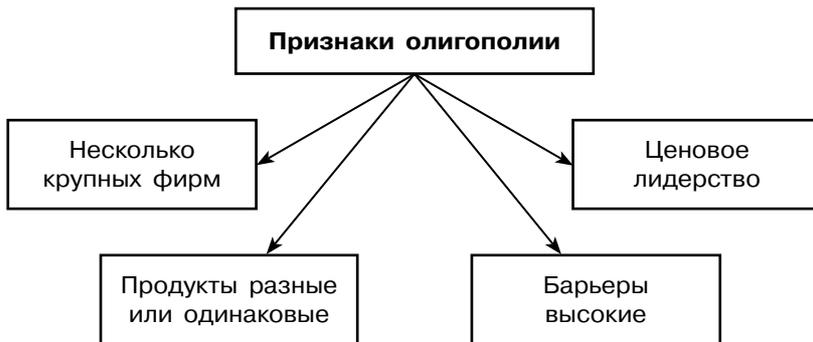 Признаки олигополии
Несколько
крупных фирм
Ценовое
лидерство
Продукты разные
или одинаковые
Барьеры
высокие